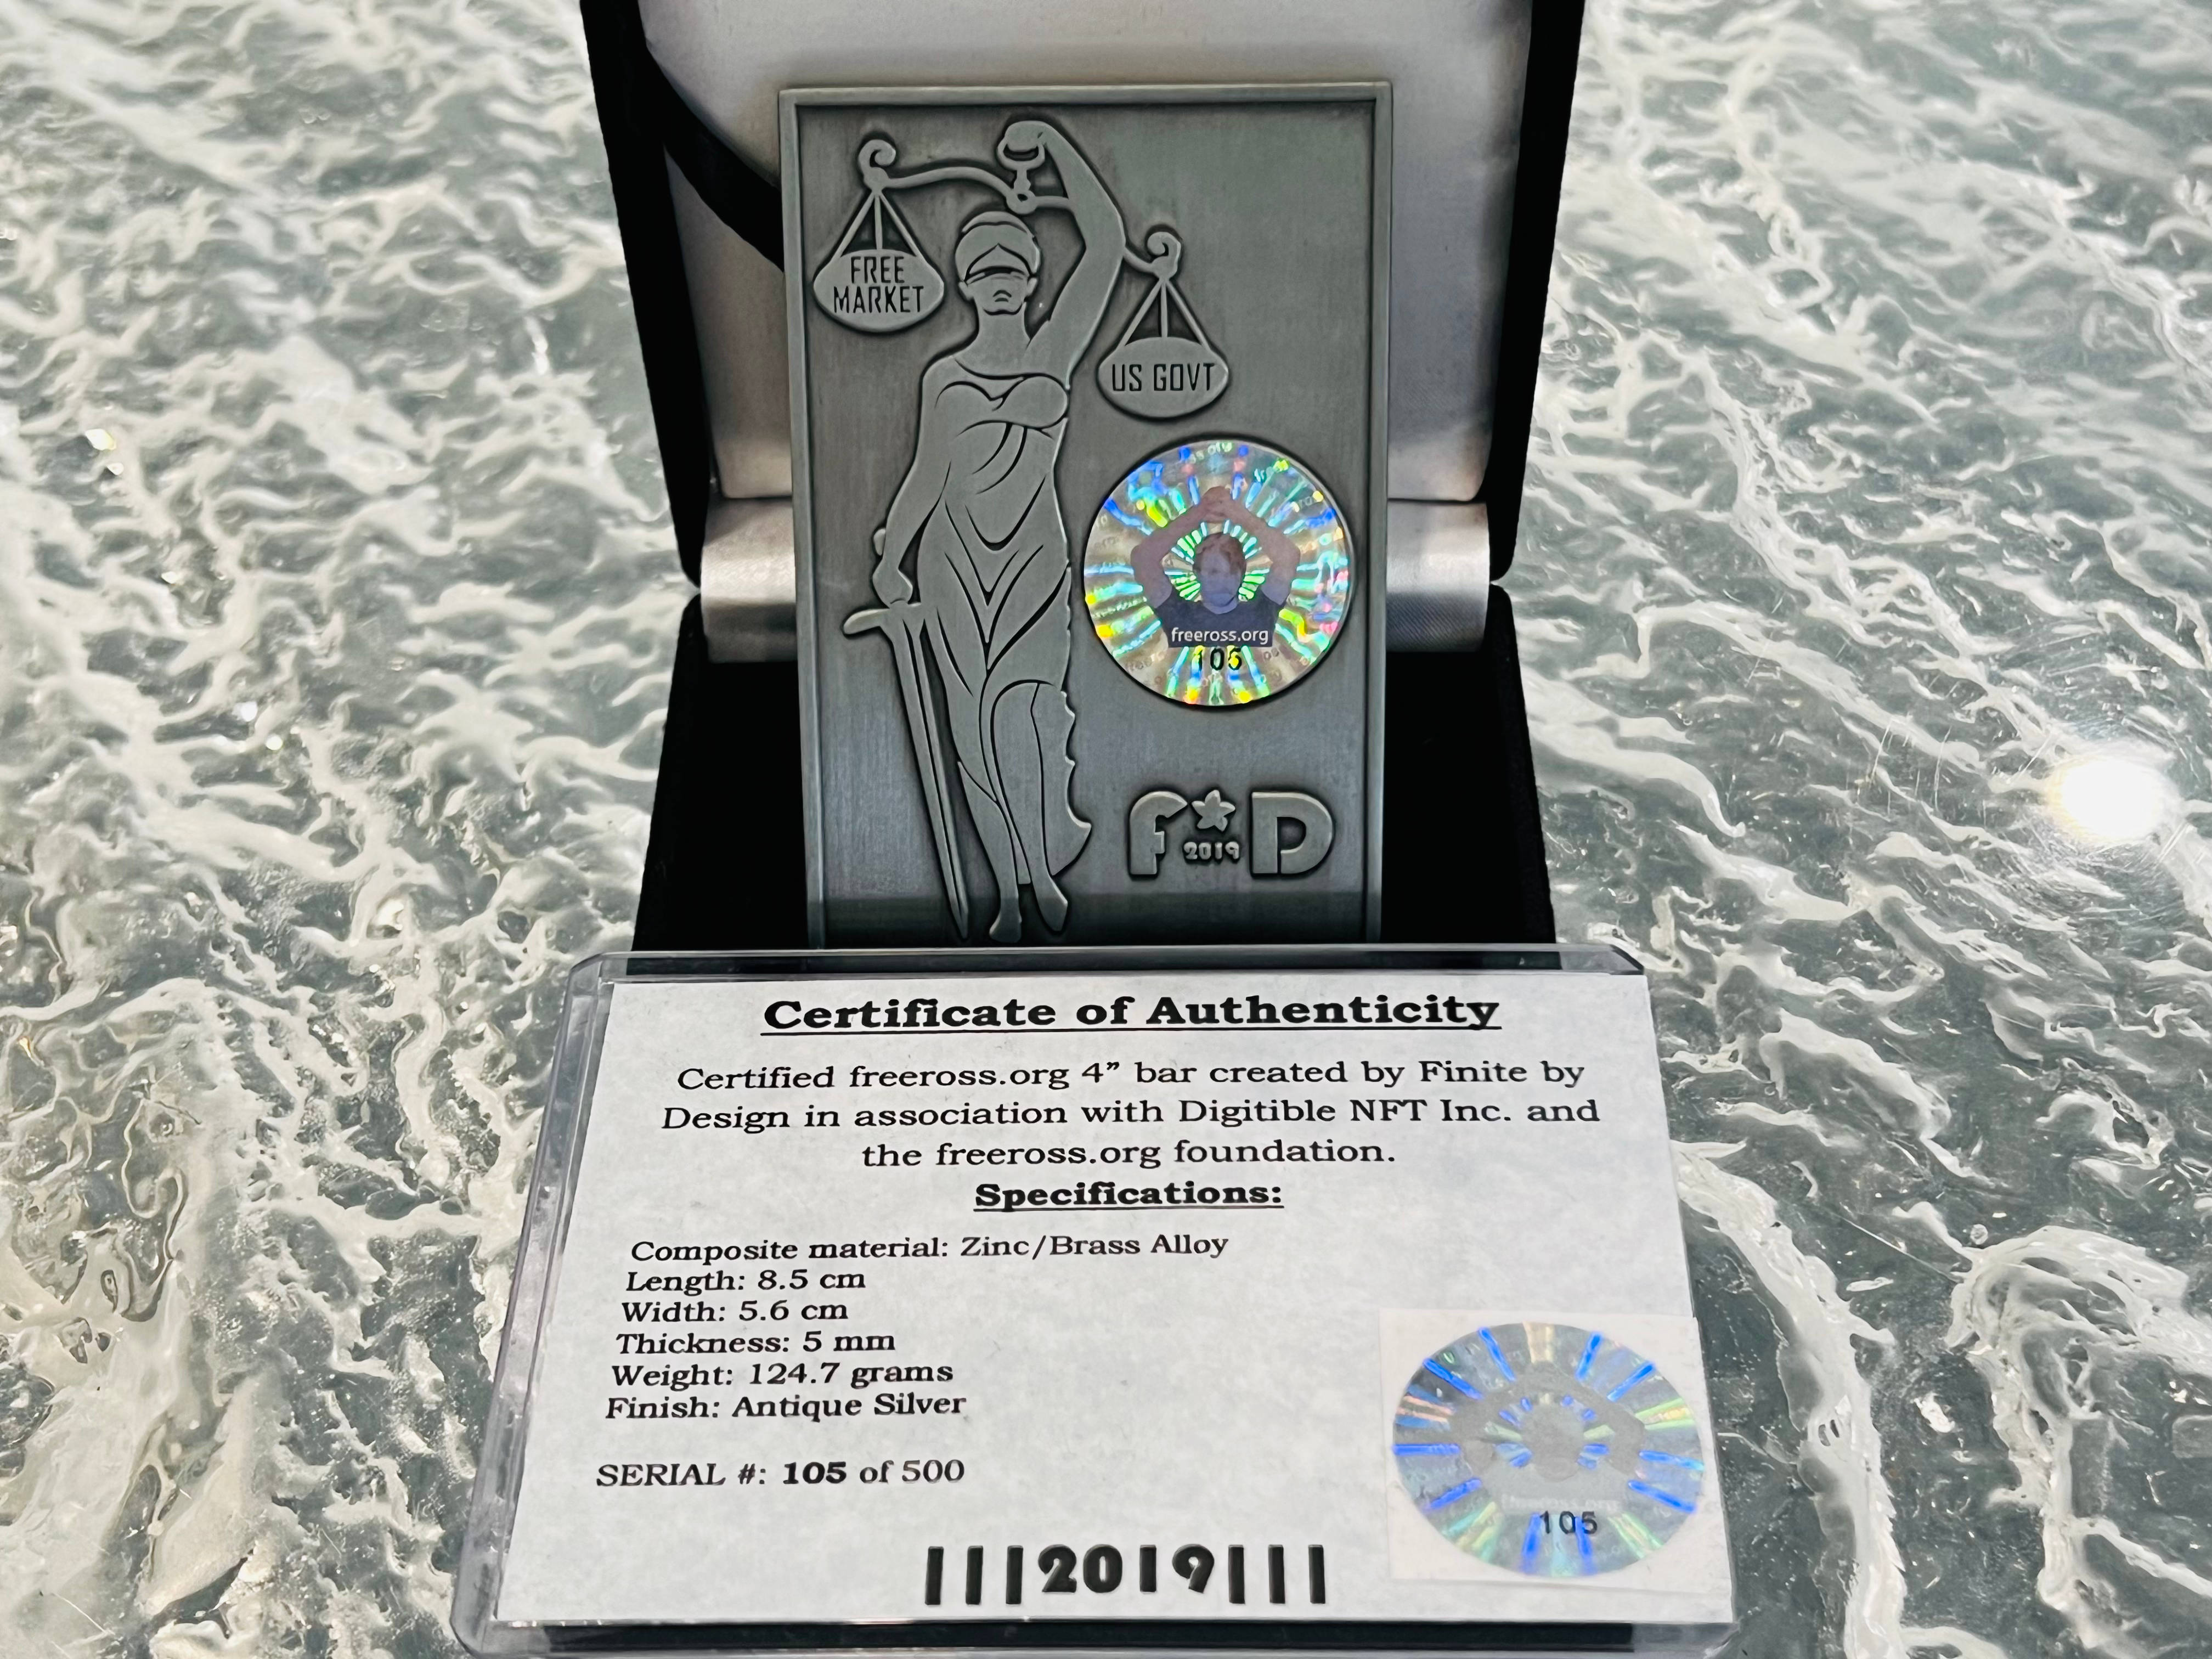 FREE
MARKET
US GOVT
freeross.org
105
F D
2019
Certificate of Authenticity
Certified freeross.org 4” bar created by Finite by
Design in association with Digitible NFT Inc. and
the freeross.org foundation.
Specifications:
Composite material: Zinc/Brass Alloy
Length: 8.5 cm
Width: 5.6 cm
Thickness: 5 mm
Weight: 124.7 grams
Finish: Antique Silver
SERIAL #: 105 of 500
freeross.org
105
|||2019|||